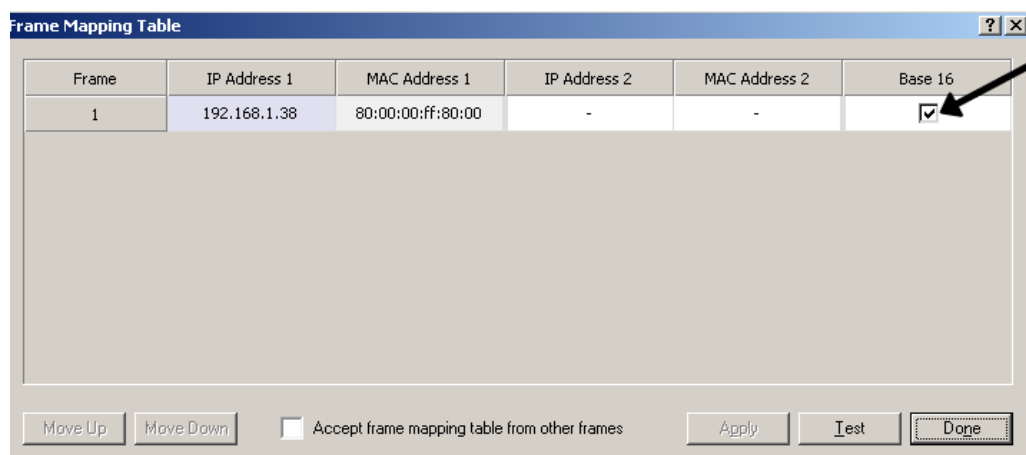 Frame Mapping Table
Frame IP Address 1 MAC Address 1 IP Address 2 MAC Address 2 Base 16
1 192.168.1.38 80:00:00:ff:80:00 - -
Move Up Move Down Accept frame mapping table from other frames Apply Test Done